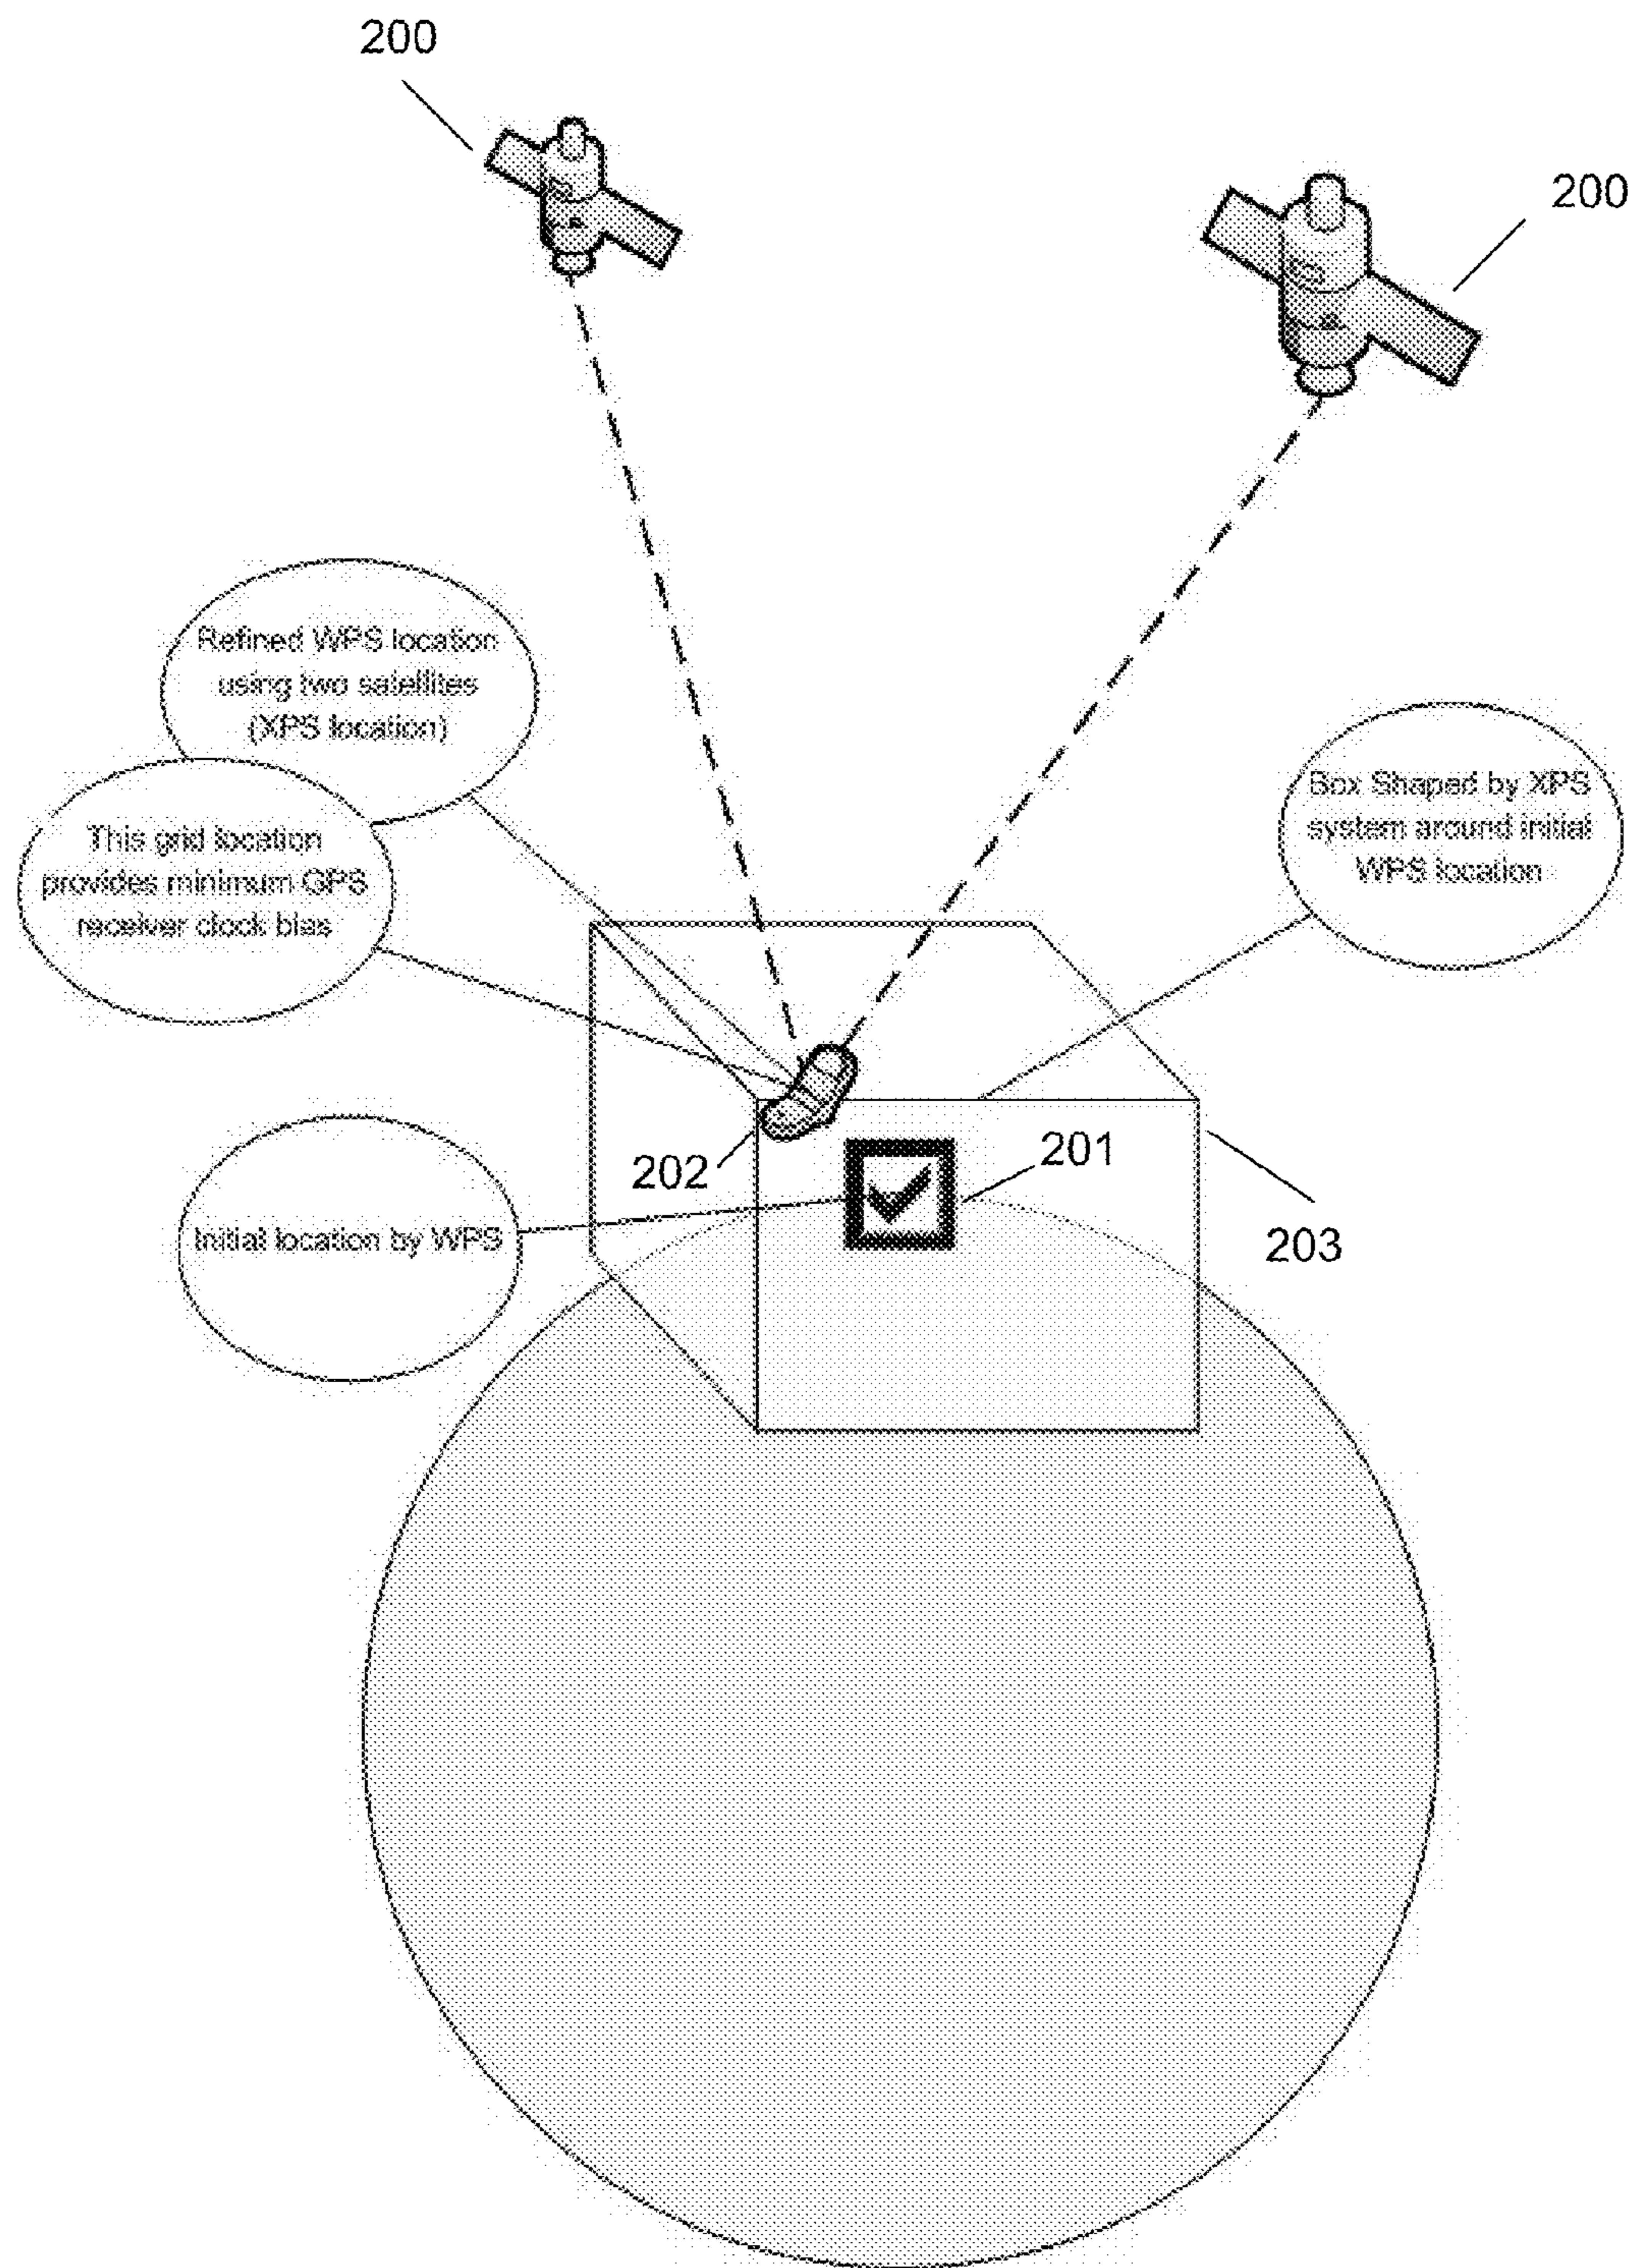 200
200
Refined WPS location
using two satellites
(XPS location)
This grid location
provides minimum GPS
receiver clock bias
Box Shaped by XPS
system around initial
WPS location
202
201
203
Initial location by WPS